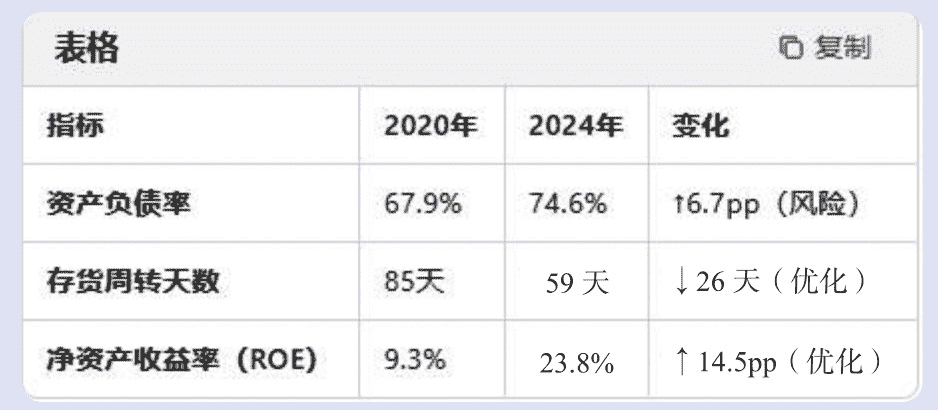 表格 复制
指标 2020年 2024年 变化
资产负债率 67.9% 74.6% ↑6.7pp（风险）
存货周转天数 85天 59 天 ↓26 天（优化）
净资产收益率（ROE） 9.3% 23.8% ↑14.5pp（优化）